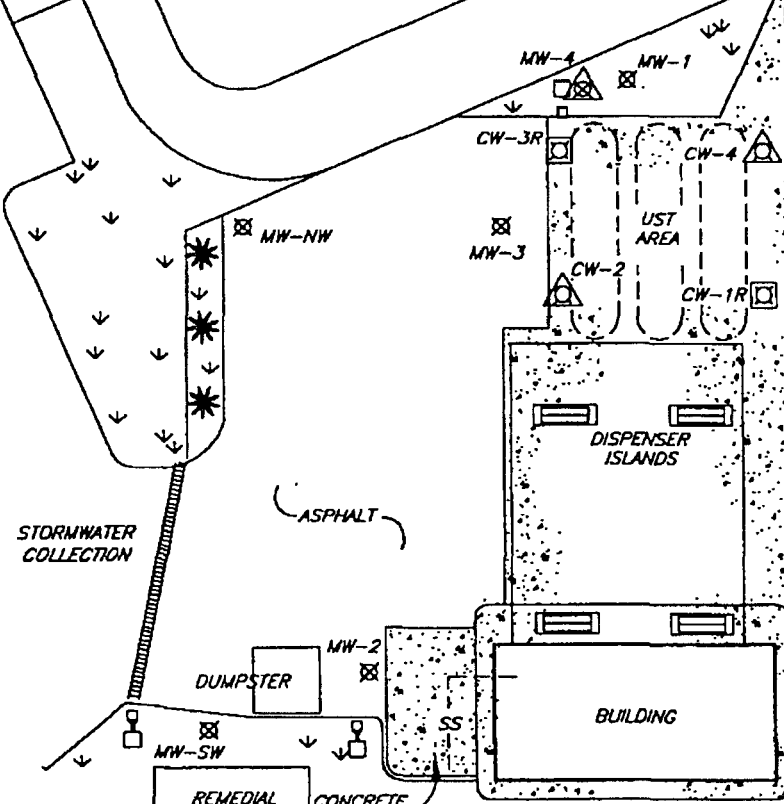 MW-4
MW-1
CW-3R
CW-4
MW-NW
MW-3
UST
AREA
CW-2
CW-1R
DISPENSER
ISLANDS
ASPHALT
STORMWATER
COLLECTION
MW-2
DUMPSTER
SS
BUILDING
MW-SW
REMEDIAL
CONCRETE